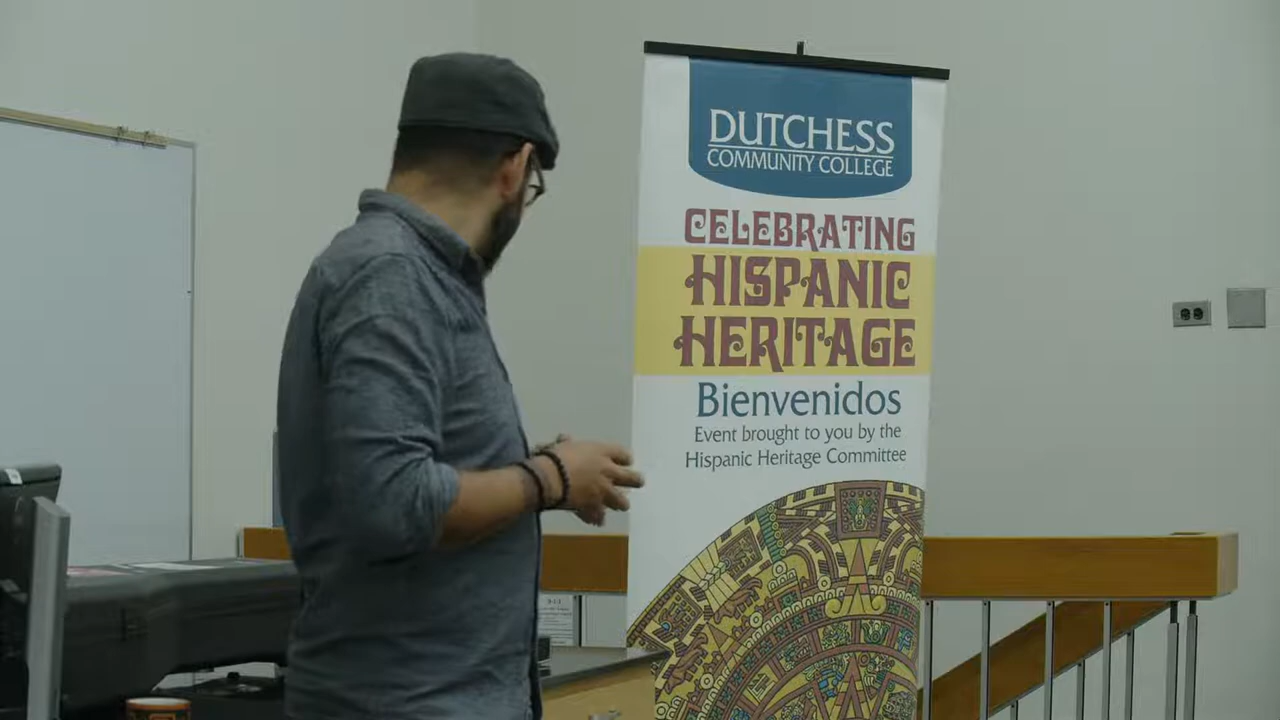 DUTCHESS
COMMUNITY COLLEGE
CELEBRATING
HISPANIC
HERITAGE
Bienvenidos
Event brought to you by the
Hispanic Heritage Committee